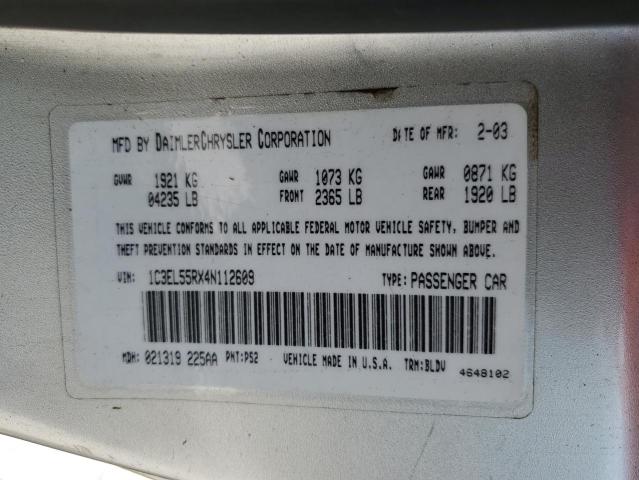 MFD BY DAIMLERCHRYSLER CORPORATION DATE OF MFR: 2-03
GVWR 1921 KG GAWR 1073 KG GAWR 0871 KG
04235 LB FRONT 2365 LB REAR 1920 LB
THIS VEHICLE CONFORMS TO ALL APPLICABLE FEDERAL MOTOR VEHICLE SAFETY, BUMPER AND
THEFT PREVENTION STANDARDS IN EFFECT ON THE DATE OF MANUFACTURE SHOWN ABOVE.
VIN: 1C3EL55RX4N112609 TYPE: PASSENGER CAR
MDH: 021319 225AA PNT:PS2 VEHICLE MADE IN U.S.A. TRM:BLDV
4648102